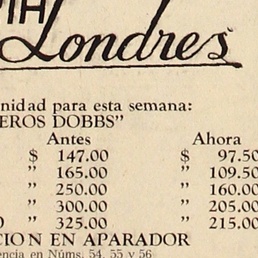 Londres
nidad para esta semana:
EROS DOBBS"
Antes Ahora
$ 147.00 $ 97.50
" 165.00 " 109.50
" 250.00 " 160.00
" 300.00 " 205.00
" 325.00 " 215.00
CION EN APARADOR
encia en Núms. 54, 55 y 56